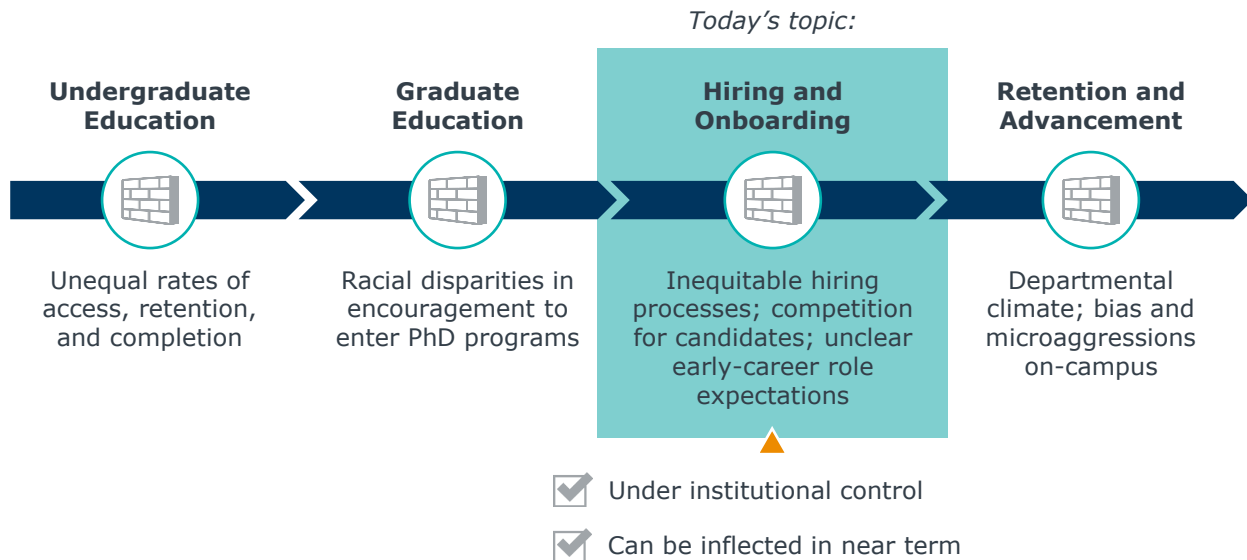 Today’s topic:
Undergraduate
Education
Graduate
Education
Hiring and
Onboarding
Retention and
Advancement
Unequal rates of
access, retention,
and completion
Racial disparities in
encouragement to
enter PhD programs
Inequitable hiring
processes; competition
for candidates; unclear
early-career role
expectations
Departmental
climate; bias and
microaggressions
on-campus
Under institutional control
Can be inflected in near term